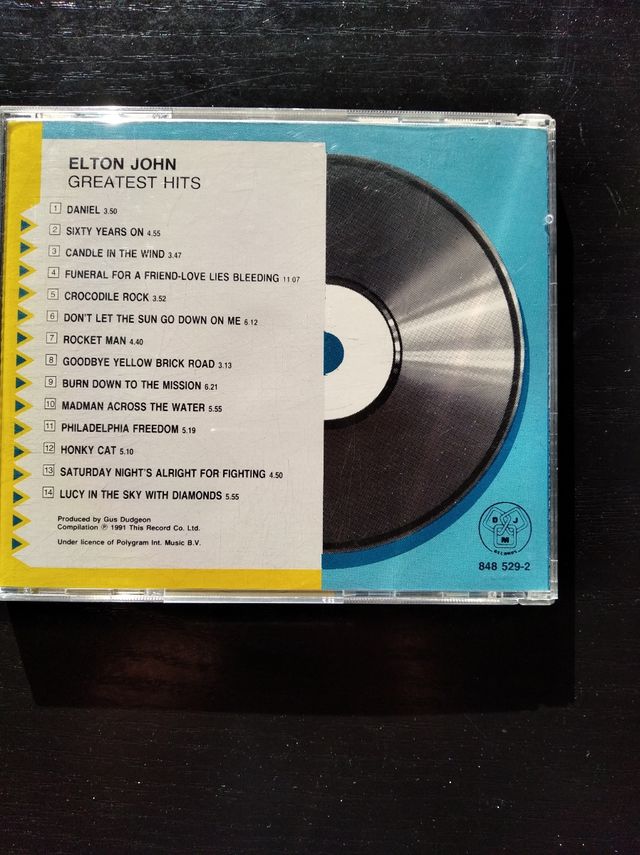 ELTON JOHN
GREATEST HITS
1 DANIEL 3.50
2 SIXTY YEARS ON 4.55
3 CANDLE IN THE WIND 3.47
4 FUNERAL FOR A FRIEND-LOVE LIES BLEEDING 11.07
5 CROCODILE ROCK 3.52
6 DON'T LET THE SUN GO DOWN ON ME 6.12
7 ROCKET MAN 4.40
8 GOODBYE YELLOW BRICK ROAD 3.13
9 BURN DOWN TO THE MISSION 6.21
10 MADMAN ACROSS THE WATER 5.55
11 PHILADELPHIA FREEDOM 5.19
12 HONKY CAT 5.10
13 SATURDAY NIGHT'S ALRIGHT FOR FIGHTING 4.50
14 LUCY IN THE SKY WITH DIAMONDS 5.55
Produced by Gus Dudgeon
Compilation ℗ 1991 This Record Co. Ltd.
Under licence of Polygram Int. Music B.V.
D J
M
RECORDS
848 529-2